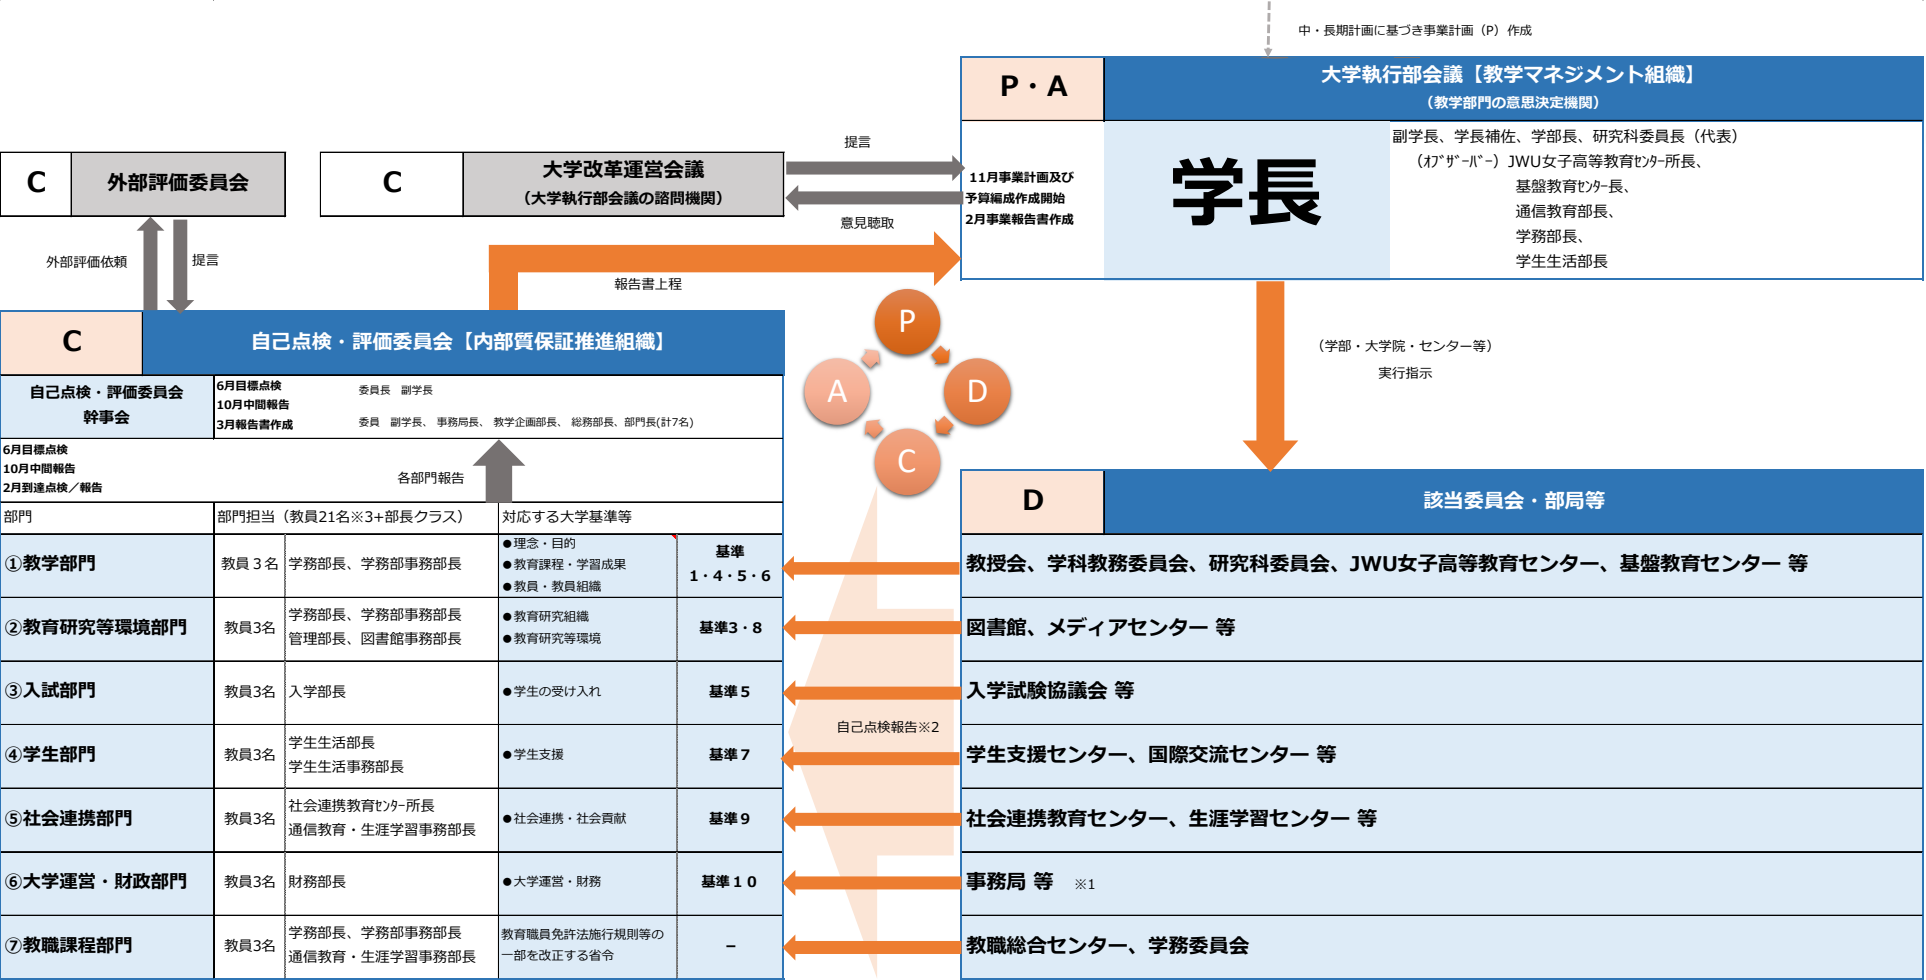 中・長期計画に基づき事業計画（P）作成
P・A
大学執行部会議【教学マネジメント組織】
（教学部門の意思決定機関）
11月事業計画及び
予算編成作成開始
2月事業報告書作成
学長
副学長、学長補佐、学部長、研究科委員長（代表）
（ｵﾌﾞｻﾞｰﾊﾞｰ）JWU女子高等教育ｾﾝﾀｰ所長、
基盤教育ｾﾝﾀｰ長、
通信教育部長、
学務部長、
学生生活部長
提言
意見聴取
C
外部評価委員会
C
大学改革運営会議
（大学執行部会議の諮問機関）
外部評価依頼
提言
報告書上程
C
自己点検・評価委員会【内部質保証推進組織】
自己点検・評価委員会
幹事会
6月目標点検
10月中間報告
3月報告書作成
委員長　副学長
委員　副学長、 事務局長、 教学企画部長、 総務部長、部門長(計7名)
6月目標点検
10月中間報告
2月到達点検／報告
各部門報告
P
D
C
A
（学部・大学院・センター等）
実行指示
部門
部門担当（教員21名※3+部長クラス）
対応する大学基準等
D
該当委員会・部局等
①教学部門
教員３名
学務部長、学務部事務部長
●理念・目的
●教育課程・学習成果
●教員・教員組織
基準
1・4・5・6
教授会、学科教務委員会、研究科委員会、JWU女子高等教育センター、基盤教育センター 等
②教育研究等環境部門
教員3名
学務部長、学務部事務部長
管理部長、図書館事務部長
●教育研究組織
●教育研究等環境
基準3・8
図書館、メディアセンター 等
③入試部門
教員3名
入学部長
●学生の受け入れ
基準５
入学試験協議会 等
自己点検報告※2
④学生部門
教員3名
学生生活部長
学生生活事務部長
●学生支援
基準７
学生支援センター、国際交流センター 等
⑤社会連携部門
教員3名
社会連携教育ｾﾝﾀｰ所長
通信教育・生涯学習事務部長
●社会連携・社会貢献
基準９
社会連携教育センター、生涯学習センター 等
⑥大学運営・財政部門
教員3名
財務部長
●大学運営・財務
基準１０
事務局 等　※1
⑦教職課程部門
教員3名
学務部長、学務部事務部長
通信教育・生涯学習事務部長
教育職員免許法施行規則等の
一部を改正する省令
－
教職総合センター、学務委員会